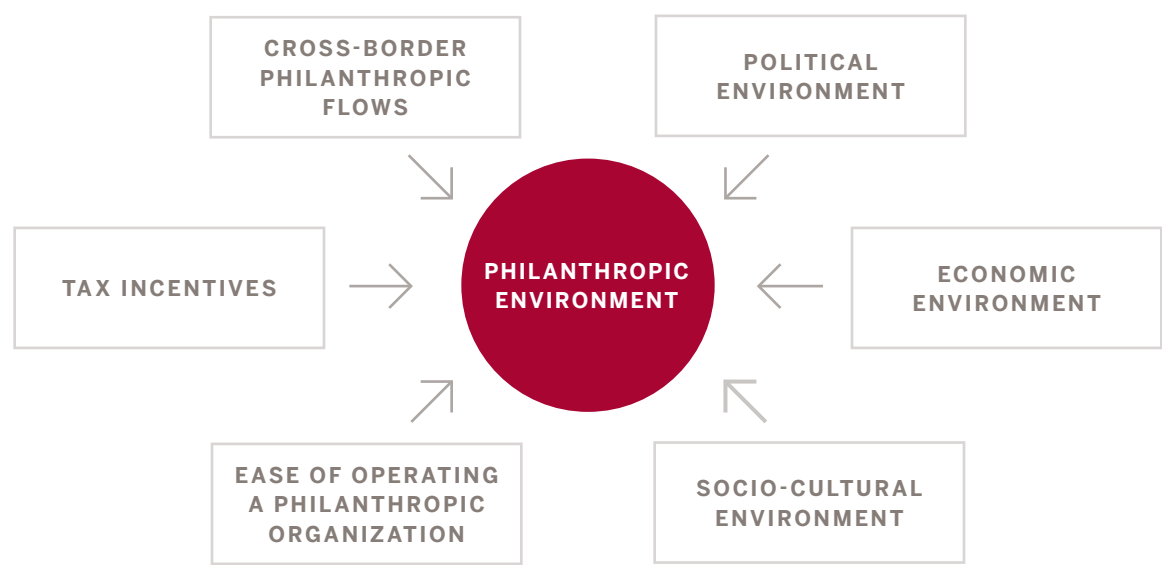 CROSS-BORDER
PHILANTHROPIC
FLOWS
POLITICAL
ENVIRONMENT
TAX INCENTIVES
PHILANTHROPIC
ENVIRONMENT
ECONOMIC
ENVIRONMENT
EASE OF OPERATING
A PHILANTHROPIC
ORGANIZATION
SOCIO-CULTURAL
ENVIRONMENT